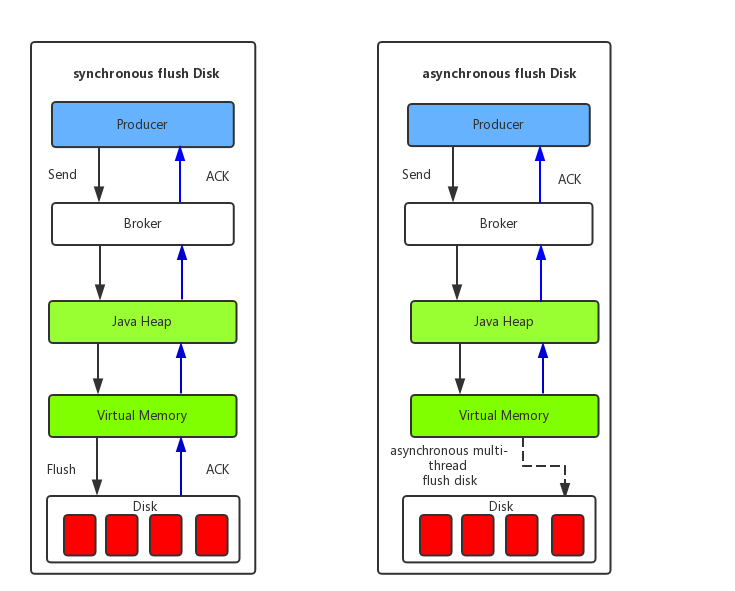 synchronous flush Disk
Producer
Send
ACK
Broker
Java Heap
Virtual Memory
Flush
ACK
Disk
asynchronous flush Disk
Producer
Send
ACK
Broker
Java Heap
Virtual Memory
asynchronous multi-
thread
flush disk
Disk